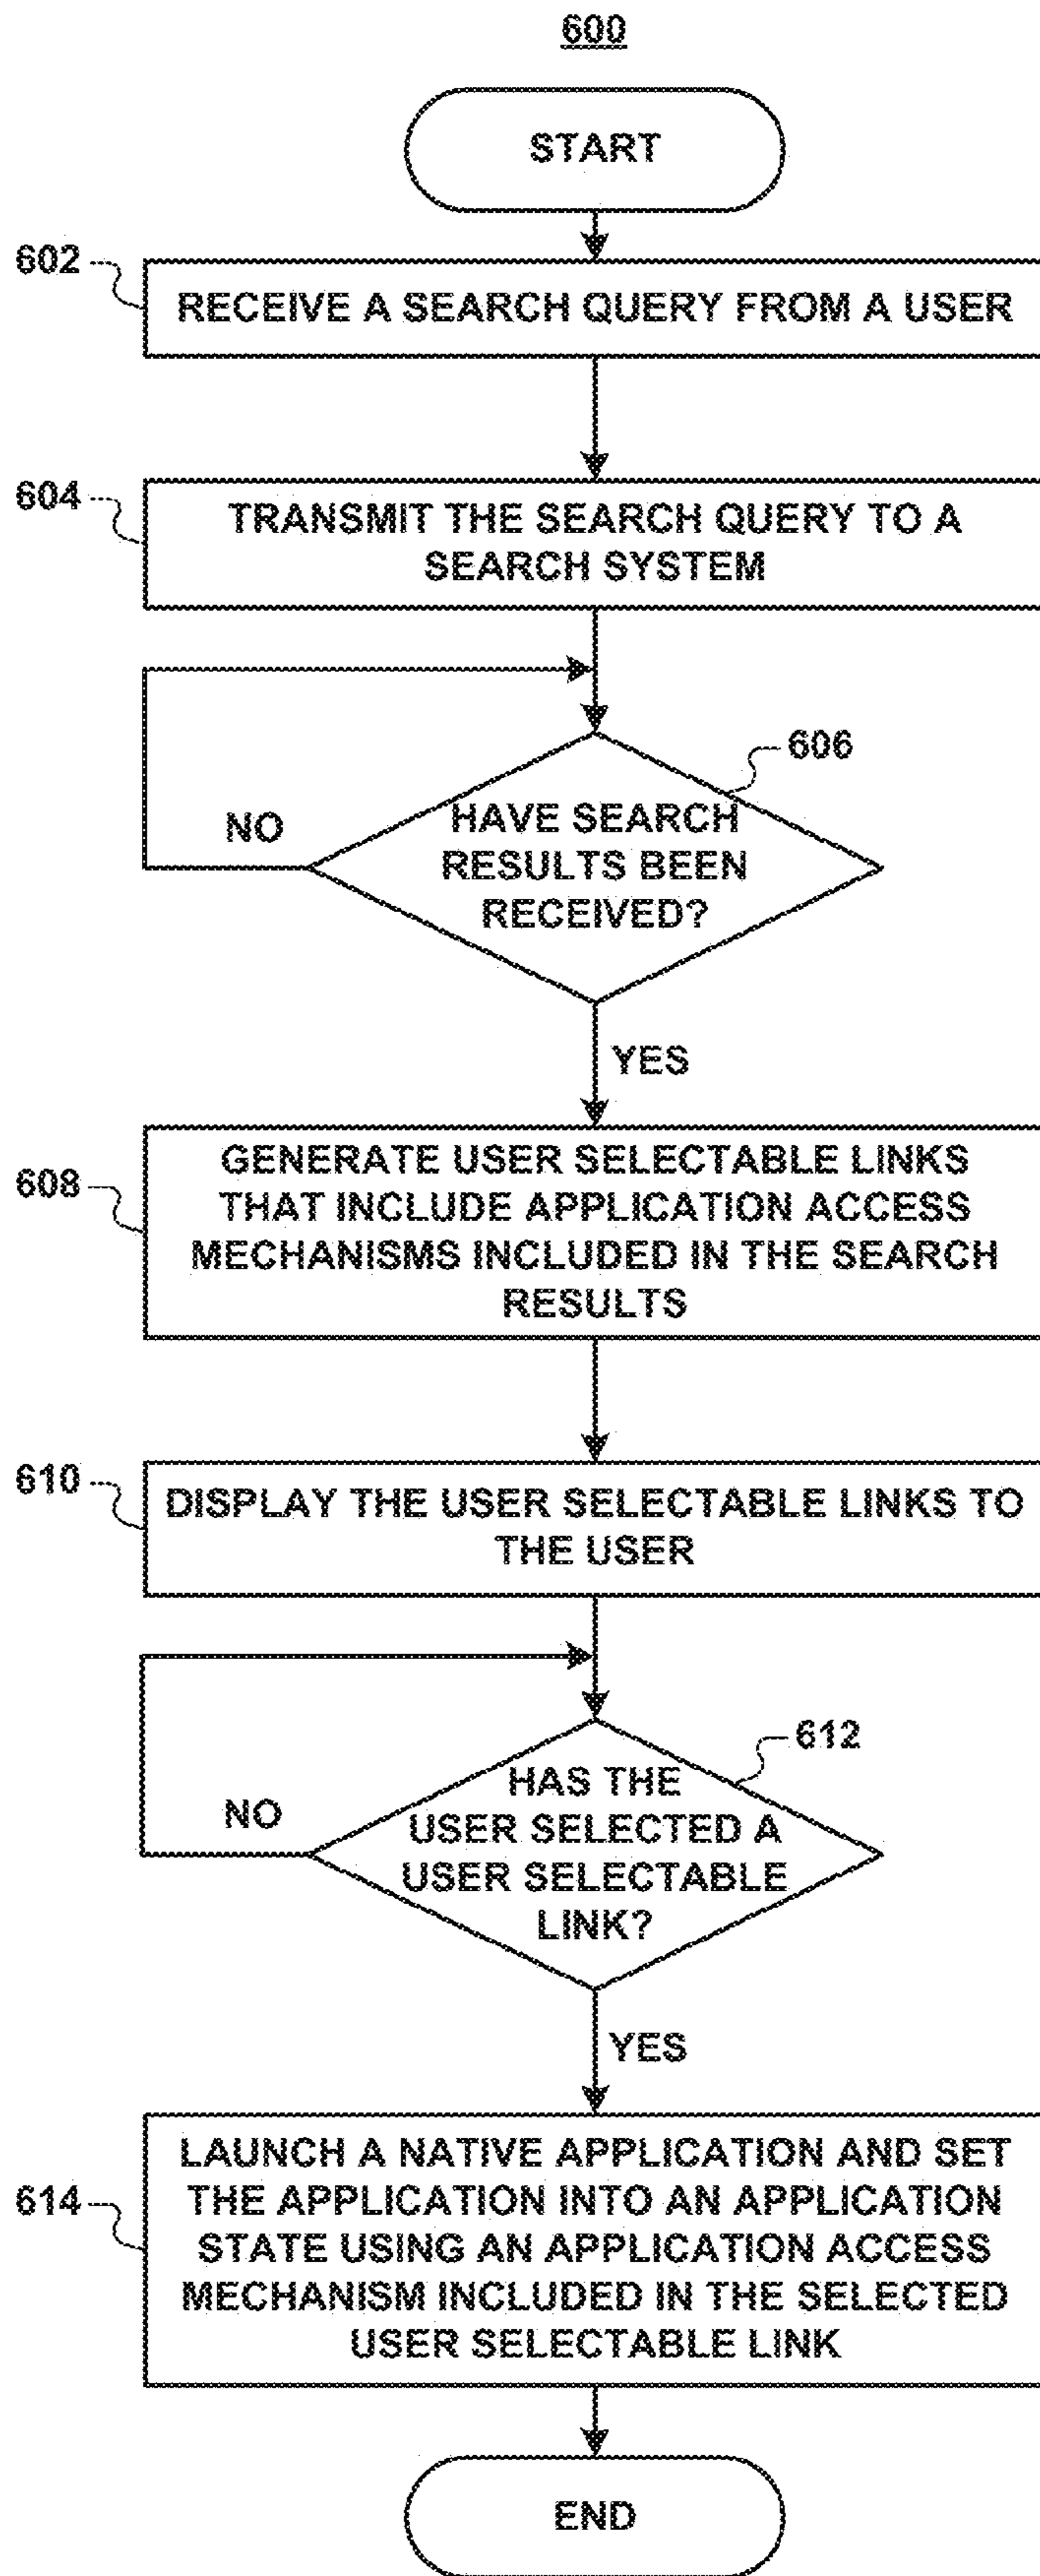 600
START
602
RECEIVE A SEARCH QUERY FROM A USER
604
TRANSMIT THE SEARCH QUERY TO A
SEARCH SYSTEM
606
HAVE SEARCH
RESULTS BEEN
RECEIVED?
NO
YES
608
GENERATE USER SELECTABLE LINKS
THAT INCLUDE APPLICATION ACCESS
MECHANISMS INCLUDED IN THE SEARCH
RESULTS
610
DISPLAY THE USER SELECTABLE LINKS TO
THE USER
612
HAS THE
USER SELECTED A
USER SELECTABLE
LINK?
NO
YES
614
LAUNCH A NATIVE APPLICATION AND SET
THE APPLICATION INTO AN APPLICATION
STATE USING AN APPLICATION ACCESS
MECHANISM INCLUDED IN THE SELECTED
USER SELECTABLE LINK
END